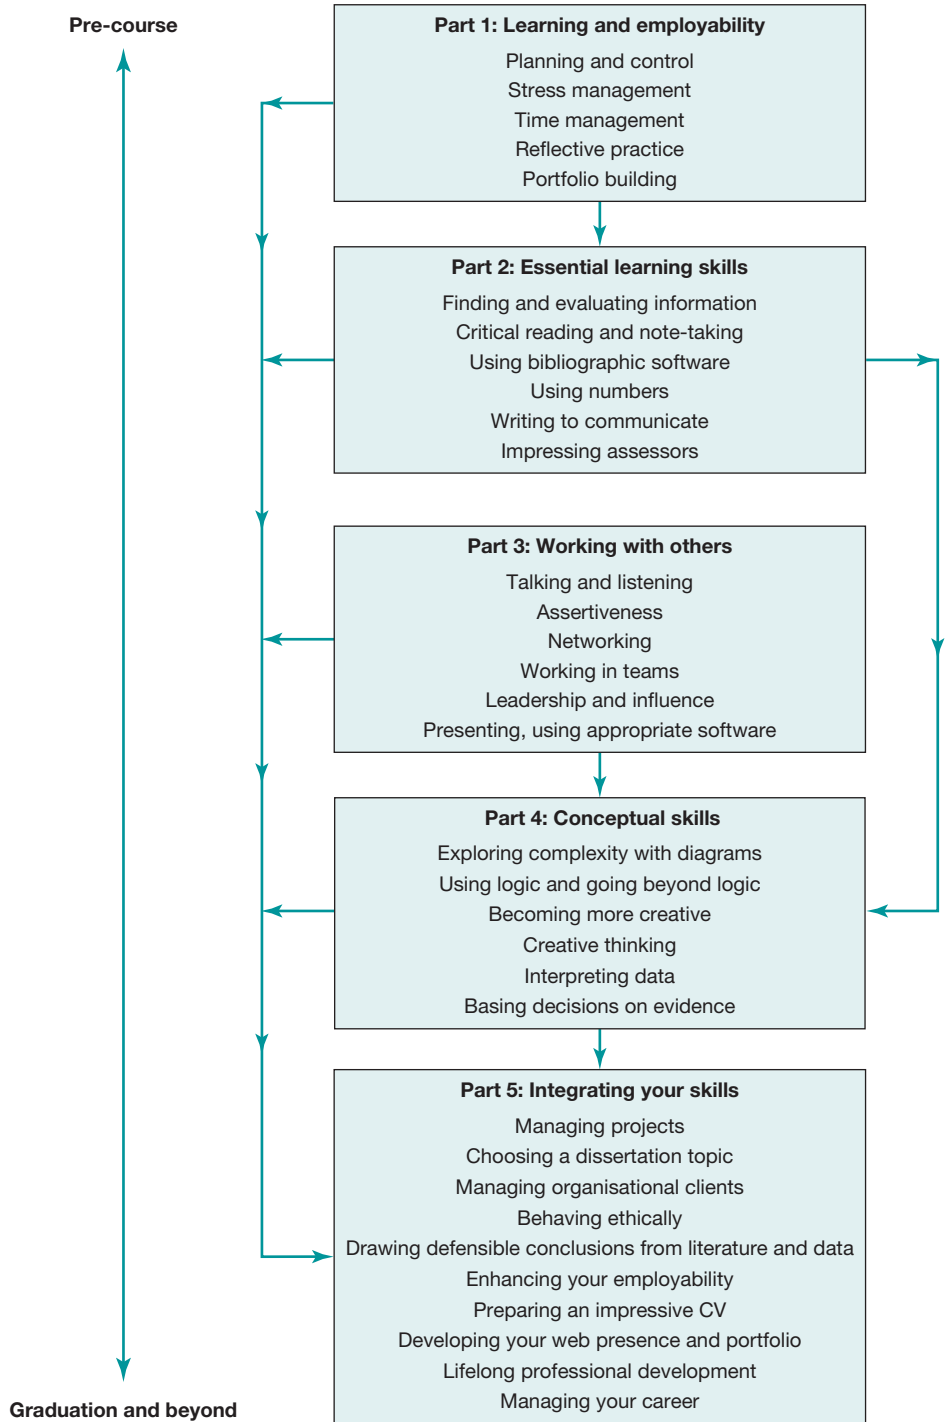 Pre-course
Part 1: Learning and employability
Planning and control
Stress management
Time management
Reflective practice
Portfolio building
Part 2: Essential learning skills
Finding and evaluating information
Critical reading and note-taking
Using bibliographic software
Using numbers
Writing to communicate
Impressing assessors
Part 3: Working with others
Talking and listening
Assertiveness
Networking
Working in teams
Leadership and influence
Presenting, using appropriate software
Part 4: Conceptual skills
Exploring complexity with diagrams
Using logic and going beyond logic
Becoming more creative
Creative thinking
Interpreting data
Basing decisions on evidence
Part 5: Integrating your skills
Managing projects
Choosing a dissertation topic
Managing organisational clients
Behaving ethically
Drawing defensible conclusions from literature and data
Enhancing your employability
Preparing an impressive CV
Developing your web presence and portfolio
Lifelong professional development
Managing your career
Graduation and beyond